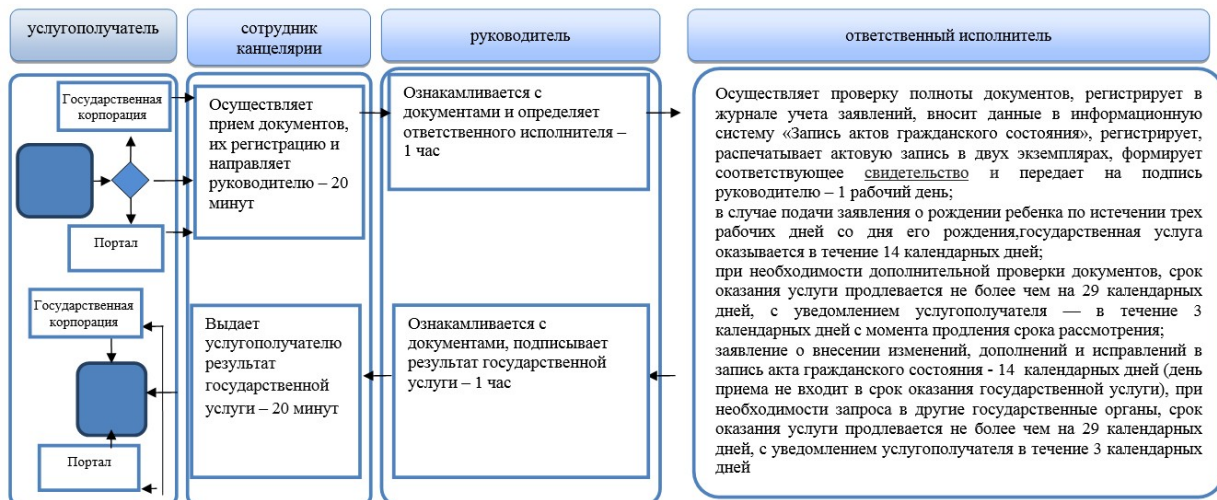 услугополучатель
сотрудник
канцелярии
руководитель
ответственный исполнитель
Государственная
корпорация
Портал
Осуществляет
прием документов,
их регистрацию и
направляет
руководителю – 20
минут
Ознакамливается с
документами и определяет
ответственного исполнителя –
1 час
Осуществляет проверку полноты документов, регистрирует в
журнале учета заявлений, вносит данные в информационную
систему «Запись актов гражданского состояния», регистрирует,
распечатывает актовую запись в двух экземплярах, формирует
соответствующее свидетельство и передает на подпись
руководителю – 1 рабочий день;
в случае подачи заявления о рождении ребенка по истечении трех
рабочих дней со дня его рождения,государственная услуга
оказывается в течение 14 календарных дней;
при необходимости дополнительной проверки документов, срок
оказания услуги продлевается не более чем на 29 календарных
дней, с уведомлением услугополучателя — в течение 3
календарных дней с момента продления срока рассмотрения;
заявление о внесении изменений, дополнений и исправлений в
запись акта гражданского состояния - 14 календарных дней (день
приема не входит в срок оказания государственной услуги), при
необходимости запроса в другие государственные органы, срок
оказания услуги продлевается не более чем на 29 календарных
дней, с уведомлением услугополучателя в течение 3 календарных
дней
Государственная
корпорация
Портал
Выдает
услугополучателю
результат
государственной
услуги – 20 минут
Ознакамливается с
документами, подписывает
результат государственной
услуги – 1 час